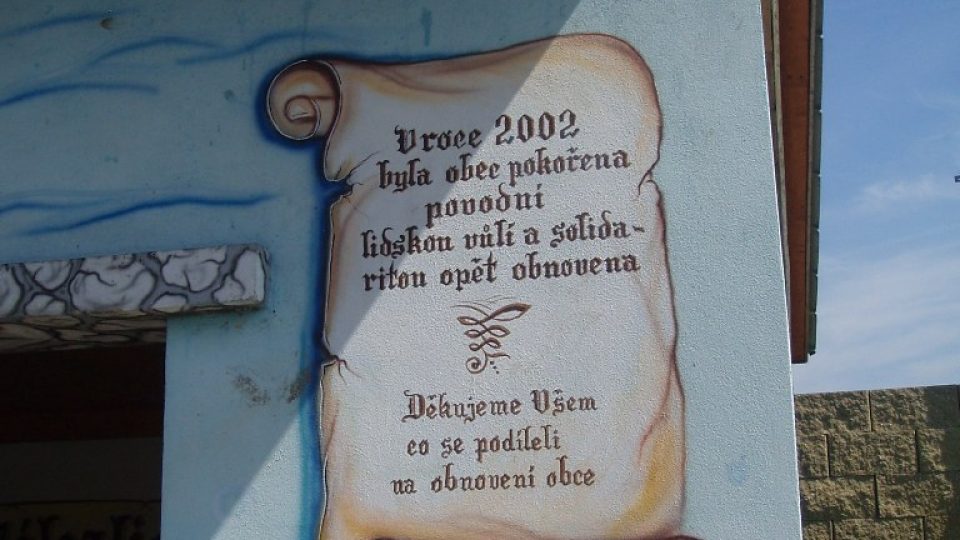 V roce 2002
byla obec pokořena
povodní
lidskou vůlí a solida-
ritou opět obnovena
Děkujeme Všem
co se podíleli
na obnovení obce